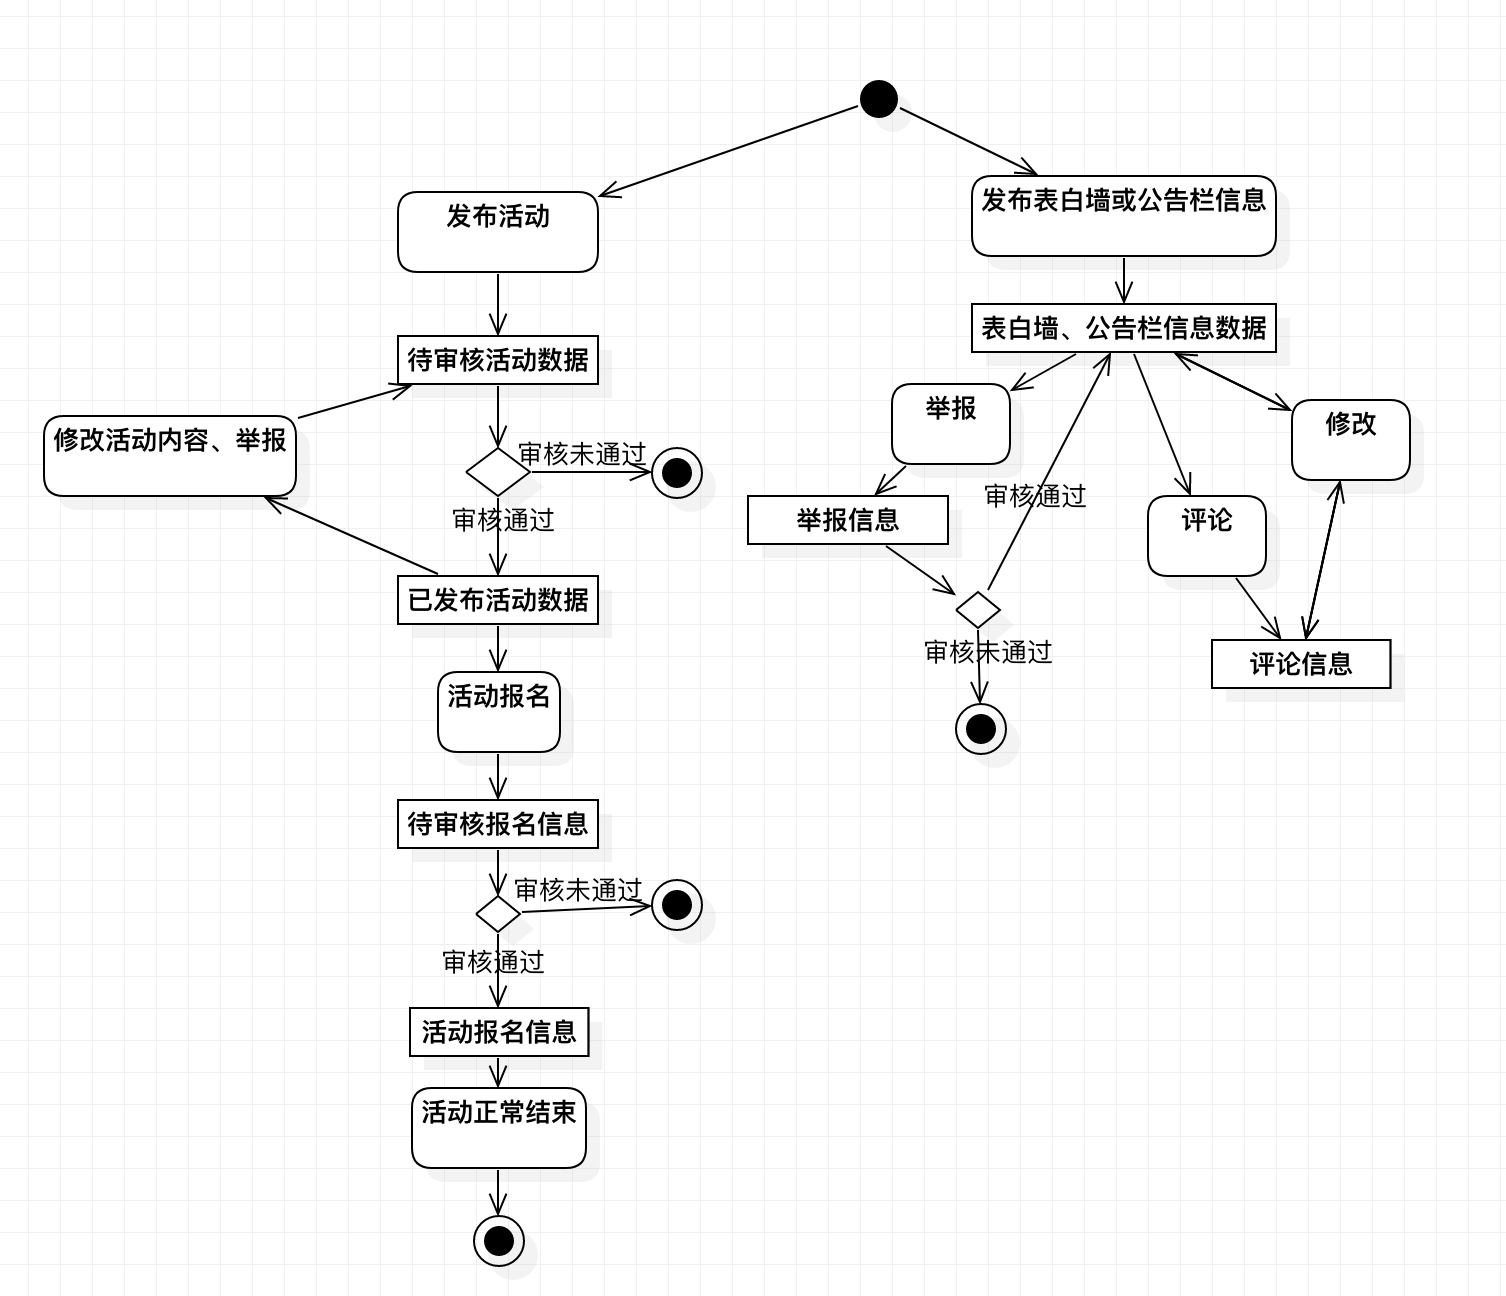 发布活动
发布表白墙或公告栏信息
待审核活动数据
表白墙、公告栏信息数据
修改活动内容、举报
审核未通过
审核通过
已发布活动数据
活动报名
待审核报名信息
审核未通过
审核通过
活动报名信息
活动正常结束
举报
修改
审核通过
举报信息
评论
审核未通过
评论信息